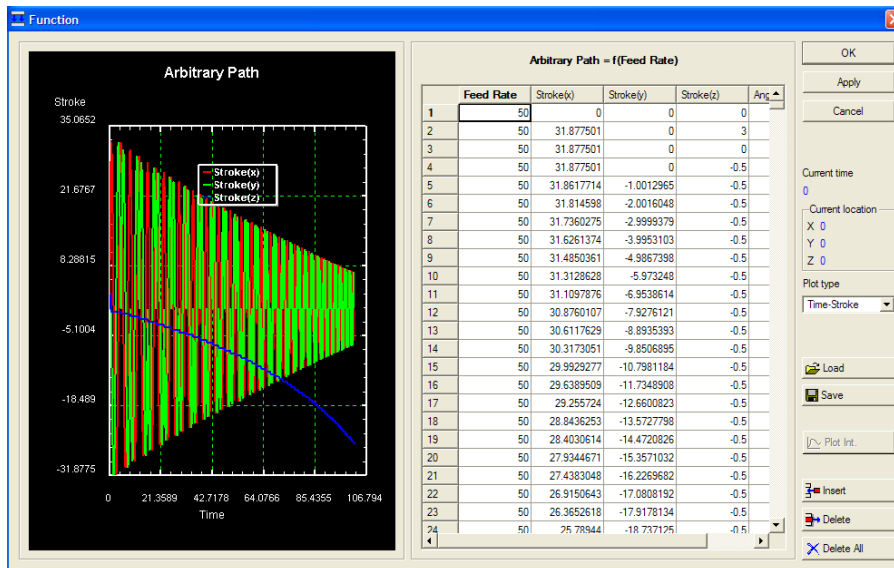 Function
Arbitrary Path
Stroke
35.0652
21.6767
8.28815
-5.1004
-18.489
-31.8775
Stroke(x)
Stroke(y)
Stroke(z)
0 21.3589 42.7178 64.0766 85.4355 106.794
Time
Arbitrary Path = f(Feed Rate)
Feed Rate Stroke(x) Stroke(y) Stroke(z) Ang
1 50 0 0 0
2 50 31.877501 0 3
3 50 31.877501 0 0
4 50 31.877501 0 -0.5
5 50 31.8617714 -1.0012965 -0.5
6 50 31.814598 -2.0016048 -0.5
7 50 31.7360275 -2.9999379 -0.5
8 50 31.6261374 -3.9953103 -0.5
9 50 31.4850361 -4.9867398 -0.5
10 50 31.3128628 -5.973248 -0.5
11 50 31.1097876 -6.9538614 -0.5
12 50 30.8760107 -7.9276121 -0.5
13 50 30.6117629 -8.8935393 -0.5
14 50 30.3173051 -9.8506895 -0.5
15 50 29.9929277 -10.7981184 -0.5
16 50 29.6389509 -11.7348908 -0.5
17 50 29.255724 -12.6600823 -0.5
18 50 28.8436253 -13.5727798 -0.5
19 50 28.4030614 -14.4720826 -0.5
20 50 27.9344671 -15.3571032 -0.5
21 50 27.4383048 -16.2269682 -0.5
22 50 26.9150643 -17.0808192 -0.5
23 50 26.3652618 -17.9178134 -0.5
24 50 25.78944 -18.737125 -0.5
OK
Apply
Cancel
Current time
0
Current location
X 0
Y 0
Z 0
Plot type
Time-Stroke
Load
Save
Plot Int.
Insert
Delete
Delete All